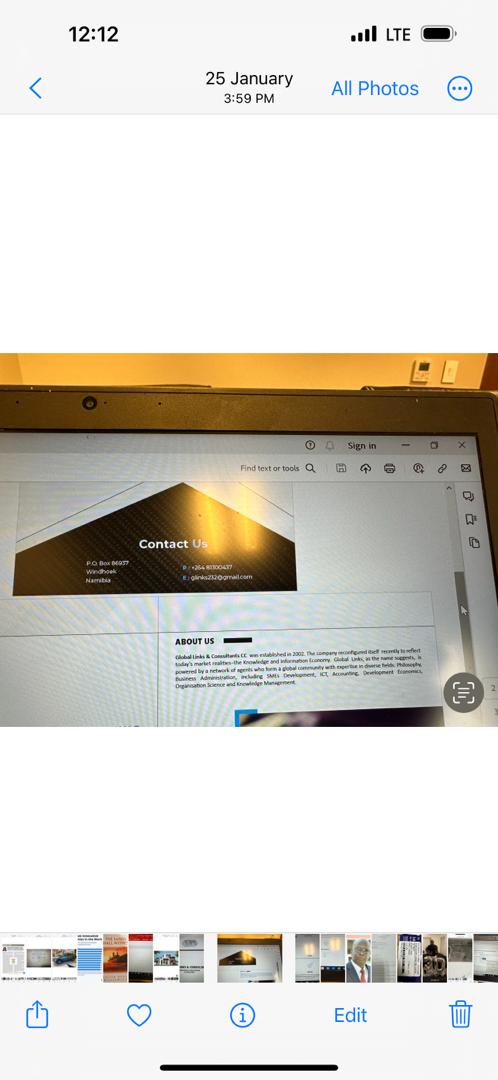 12:12
LTE
25 January
3:59 PM
All Photos
Sign in
Find text or tools
Contact Us
P.O. Box 86937
Windhoek
Namibia
P : +264 81300437
E : glinks232@gmail.com
ABOUT US
Global Links & Consultants CC was established in 2002. The company reconfigured itself recently to reflect
today's market realities-the Knowledge and Information Economy. Global Links, as the name suggests, is
powered by a network of agents who form a global community with expertise in diverse fields: Philosophy,
Business Administration, including SMEs Development, ICT, Accounting, Development Economics,
Organisation Science and Knowledge Management.
2
Edit